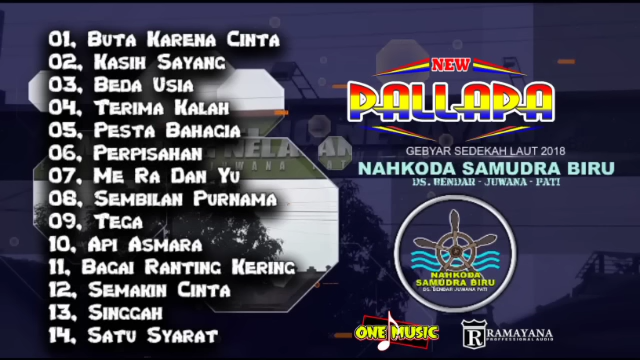 01, Buta Karena Cinta
02, Kasih Sayang
03, Beda Usia
04, Terima Kalah
05, Pesta Bahagia
06, Perpisahan
07, Me Ra Dan Yu
08, Sembilan Purnama
09, Tega
10, Api Asmara
11, Bagai Ranting Kering
12, Semakin Cinta
13, Singgah
14, Satu Syarat
NEW
PALLAPA
GEBYAR SEDEKAH LAUT 2018
NAHKODA SAMUDRA BIRU
DS. BENDAR - JUWANA - PATI
NAHKODA
SAMUDRA BIRU
DS. BENDAR JUWANA PATI
ONE MUSIC
R RAMAYANA
PROFFESSIONAL AUDIO